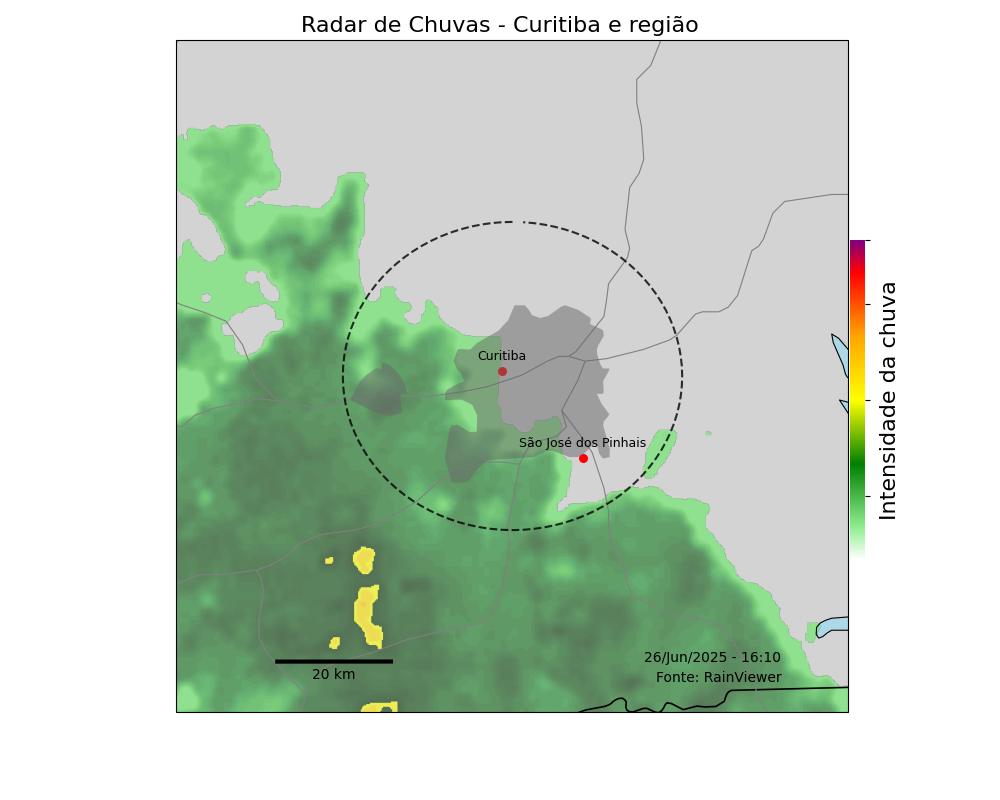 Radar de Chuvas - Curitiba e região
Curitiba
São José dos Pinhais
Intensidade da chuva
26/Jun/2025 - 16:10
Fonte: RainViewer
20 km